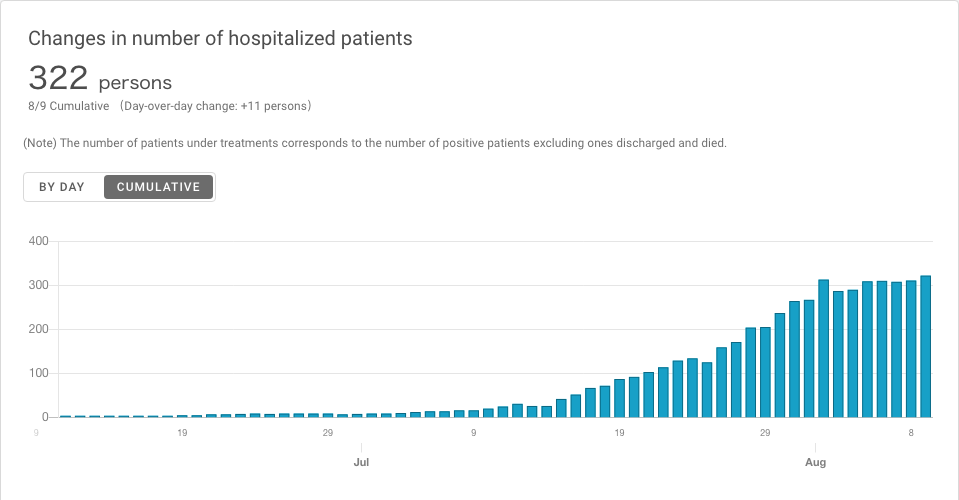 Changes in number of hospitalized patients
322 persons
8/9 Cumulative (Day-over-day change: +11 persons)
(Note) The number of patients under treatments corresponds to the number of positive patients excluding ones discharged and died.
BY DAY CUMULATIVE
400
300
200
100
0
9 19 29 9 19 29 8
Jul Aug